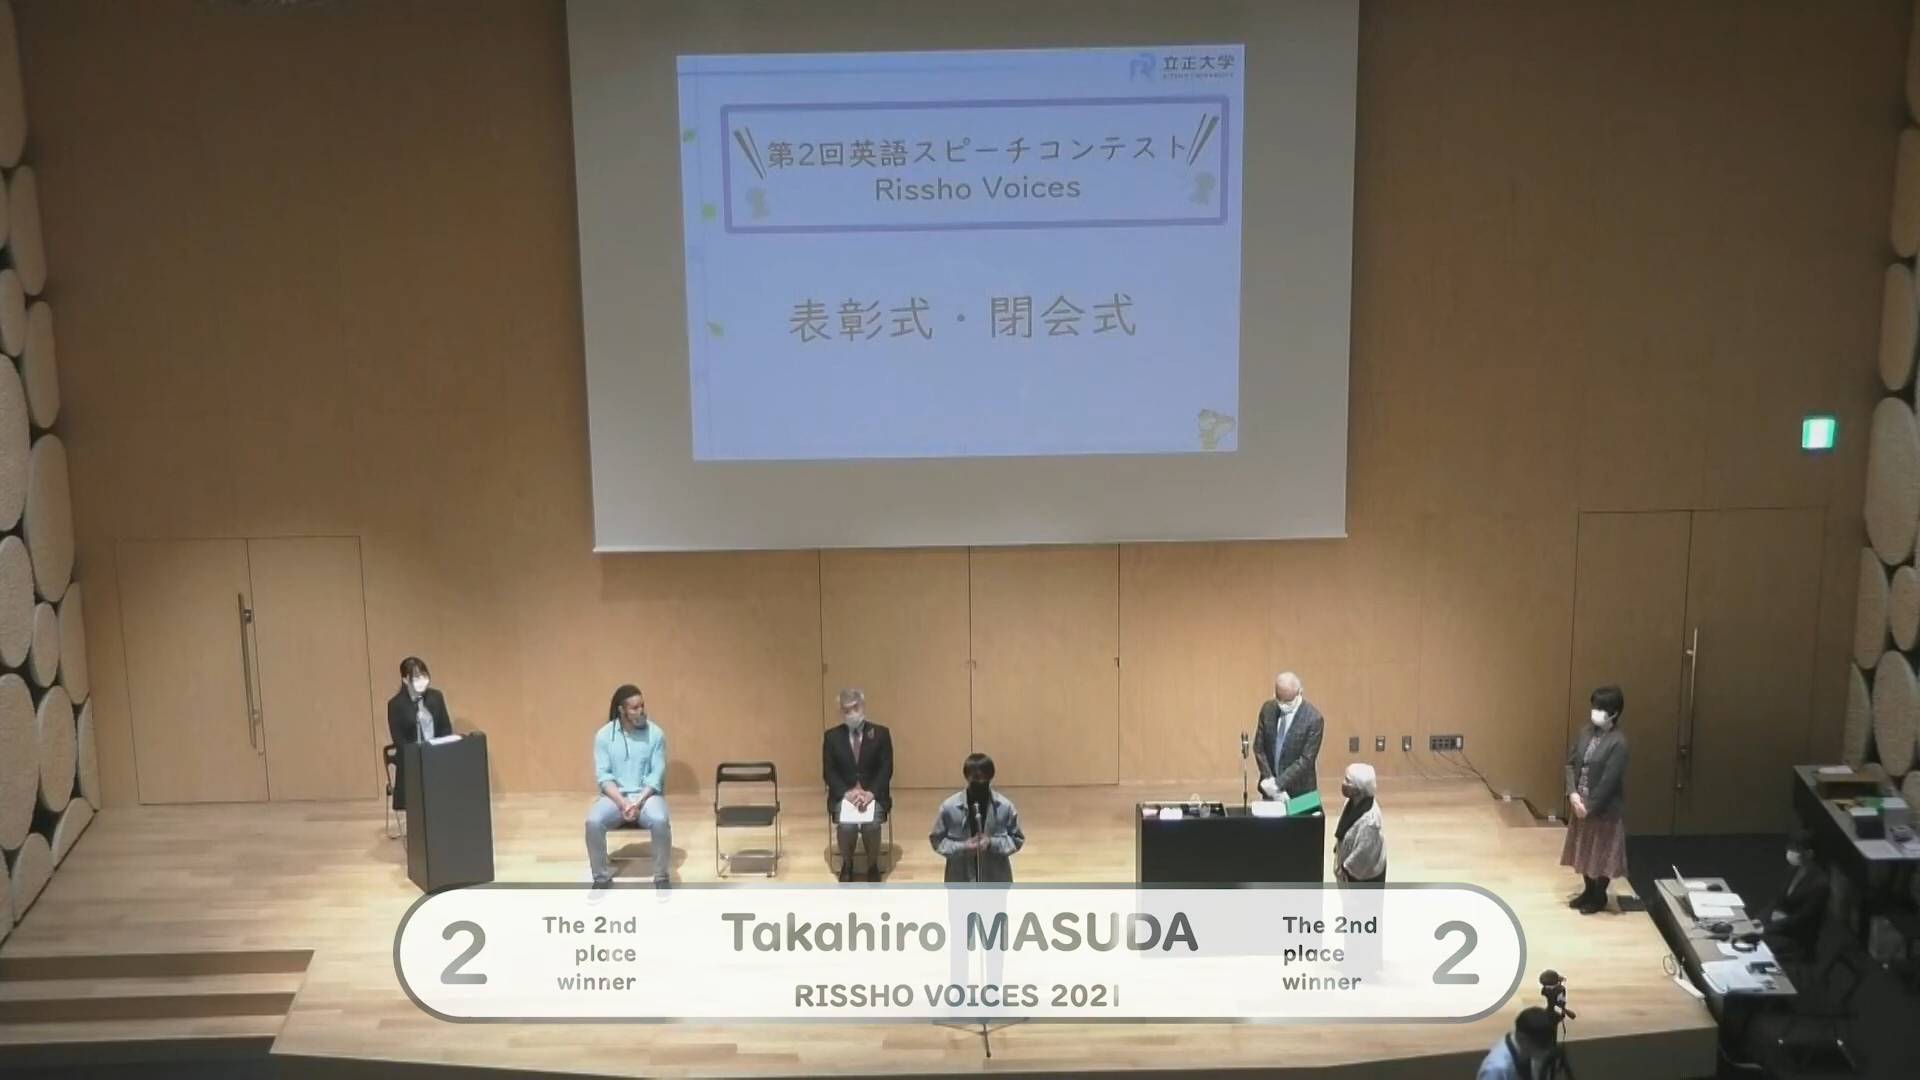 立正大学
RISSHO UNIVERSITY
第2回英語スピーチコンテスト
Rissho Voices
表彰式・閉会式
2
The 2nd
place
winner
Takahiro MASUDA
RISSHO VOICES 2021
The 2nd
place
winner
2